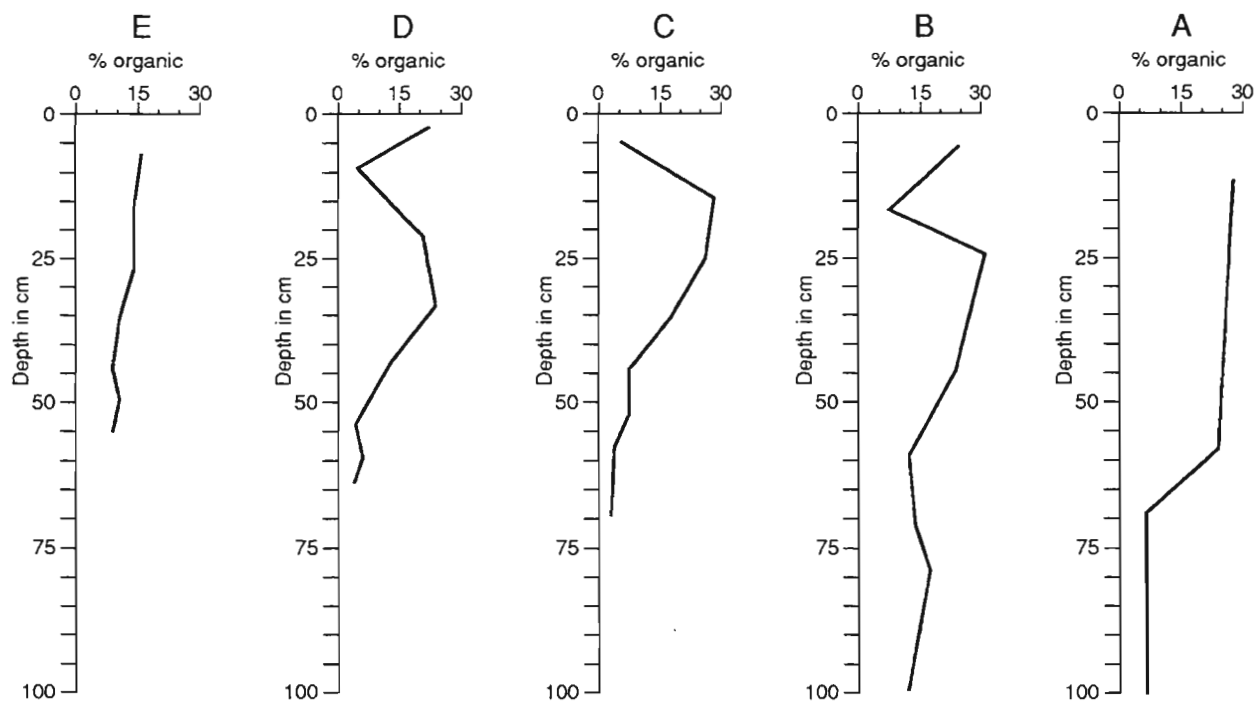 E D C B A
% organic % organic % organic % organic % organic
0 15 30 0 15 30 0 15 30 0 15 30 0 15 30
0 0 0 0 0
25 25 25 25 25
Depth in cm Depth in cm Depth in cm Depth in cm Depth in cm
50 50 50 50 50
75 75 75 75 75
100 100 100 100 100